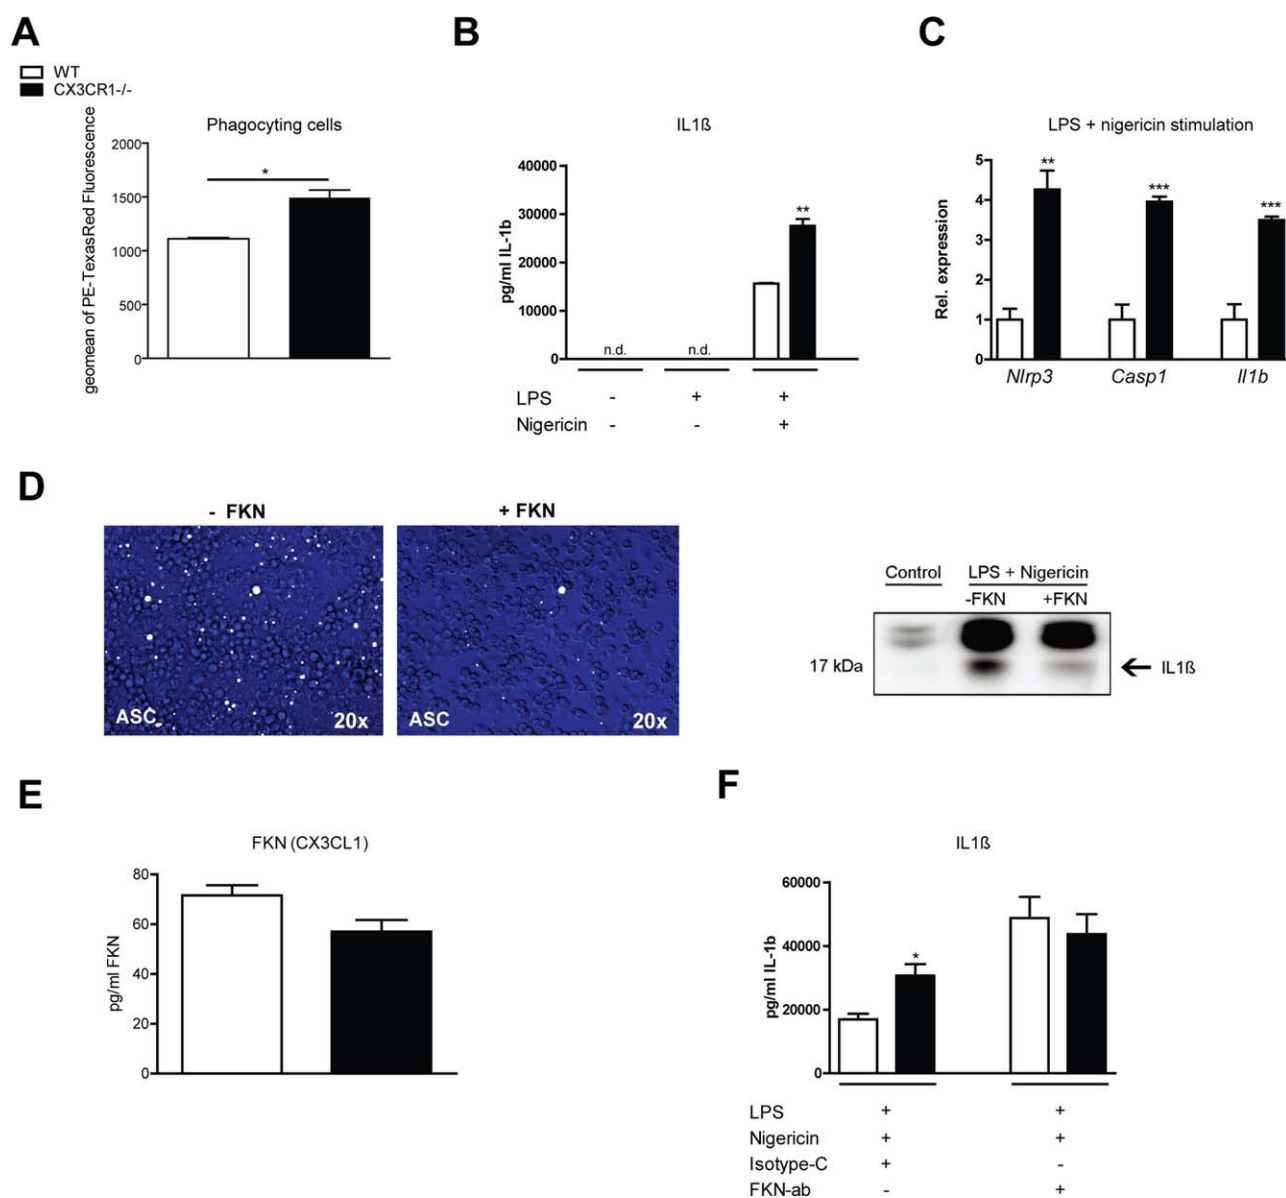 A
WT
CX3CR1-/-
Phagocyting cells
geomean of PE-TexasRed Fluorescence
2000
1500
1000
500
0
*
B
IL1ß
pg/ml IL-1b
40000
30000
20000
10000
0
n.d.
n.d.
**
LPS - + +
Nigericin - - +
C
LPS + nigericin stimulation
Rel. expression
5
4
3
2
1
0
**
***
***
Nlrp3 Casp1 Il1b
D
- FKN
+ FKN
ASC 20x
ASC 20x
Control LPS + Nigericin
-FKN +FKN
17 kDa
IL1ß
E
FKN (CX3CL1)
pg/ml FKN
80
60
40
20
0
F
IL1ß
pg/ml IL-1b
60000
40000
20000
0
*
LPS + +
Nigericin + +
Isotype-C + -
FKN-ab - +